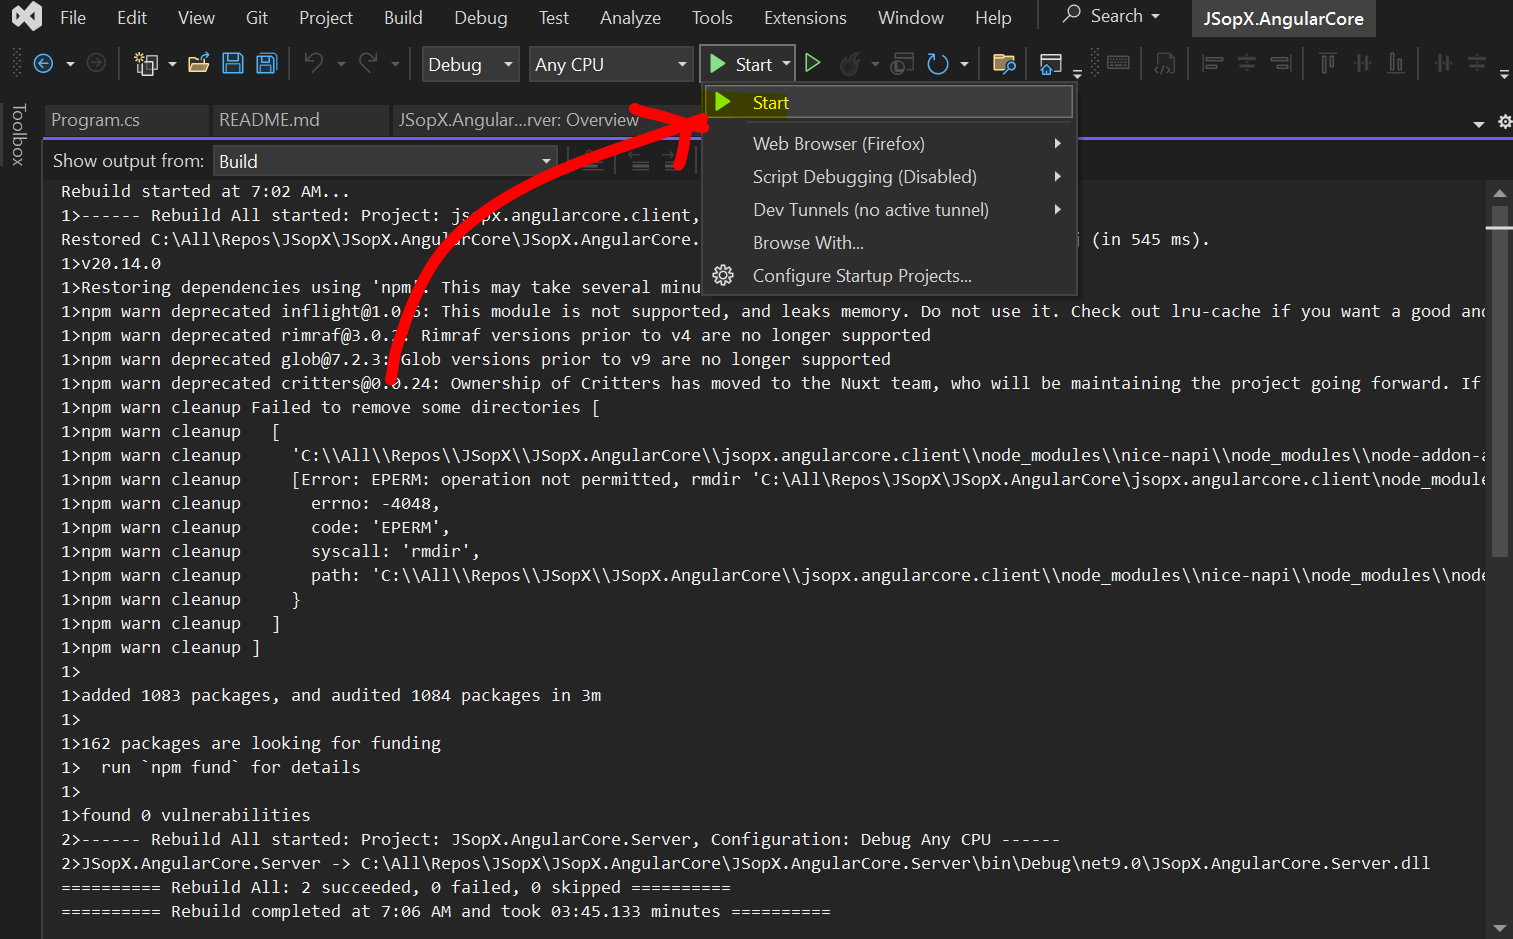 File Edit View Git Project Build Debug Test Analyze Tools Extensions Window Help Search JSopX.AngularCore
Debug Any CPU Start
Start
Toolbox
Program.cs README.md JSopX.Angular...rver: Overview
Web Browser (Firefox)
Script Debugging (Disabled)
Dev Tunnels (no active tunnel)
Browse With...
Configure Startup Projects...
Show output from: Build
Rebuild started at 7:02 AM...
1>------ Rebuild All started: Project: jsopx.angularcore.client,
Restored C:\All\Repos\JSopX\JSopX.AngularCore\JSopX.AngularCore. (in 545 ms).
1>v20.14.0
1>Restoring dependencies using 'npm'. This may take several minu
1>npm warn deprecated inflight@1.0.6: This module is not supported, and leaks memory. Do not use it. Check out lru-cache if you want a good and
1>npm warn deprecated rimraf@3.0.2: Rimraf versions prior to v4 are no longer supported
1>npm warn deprecated glob@7.2.3: Glob versions prior to v9 are no longer supported
1>npm warn deprecated critters@0.0.24: Ownership of Critters has moved to the Nuxt team, who will be maintaining the project going forward. If
1>npm warn cleanup Failed to remove some directories [
1>npm warn cleanup   [
1>npm warn cleanup     'C:\\All\\Repos\\JSopX\\JSopX.AngularCore\\jsopx.angularcore.client\\node_modules\\nice-napi\\node_modules\\node-addon-a
1>npm warn cleanup     [Error: EPERM: operation not permitted, rmdir 'C:\All\Repos\JSopX\JSopX.AngularCore\jsopx.angularcore.client\node_module
1>npm warn cleanup       errno: -4048,
1>npm warn cleanup       code: 'EPERM',
1>npm warn cleanup       syscall: 'rmdir',
1>npm warn cleanup       path: 'C:\\All\\Repos\\JSopX\\JSopX.AngularCore\\jsopx.angularcore.client\\node_modules\\nice-napi\\node_modules\\node
1>npm warn cleanup     }
1>npm warn cleanup   ]
1>npm warn cleanup ]
1>
1>added 1083 packages, and audited 1084 packages in 3m
1>
1>162 packages are looking for funding
1>  run `npm fund` for details
1>
1>found 0 vulnerabilities
2>------ Rebuild All started: Project: JSopX.AngularCore.Server, Configuration: Debug Any CPU ------
2>JSopX.AngularCore.Server -> C:\All\Repos\JSopX\JSopX.AngularCore\JSopX.AngularCore.Server\bin\Debug\net9.0\JSopX.AngularCore.Server.dll
========== Rebuild All: 2 succeeded, 0 failed, 0 skipped ==========
========== Rebuild completed at 7:06 AM and took 03:45.133 minutes ==========